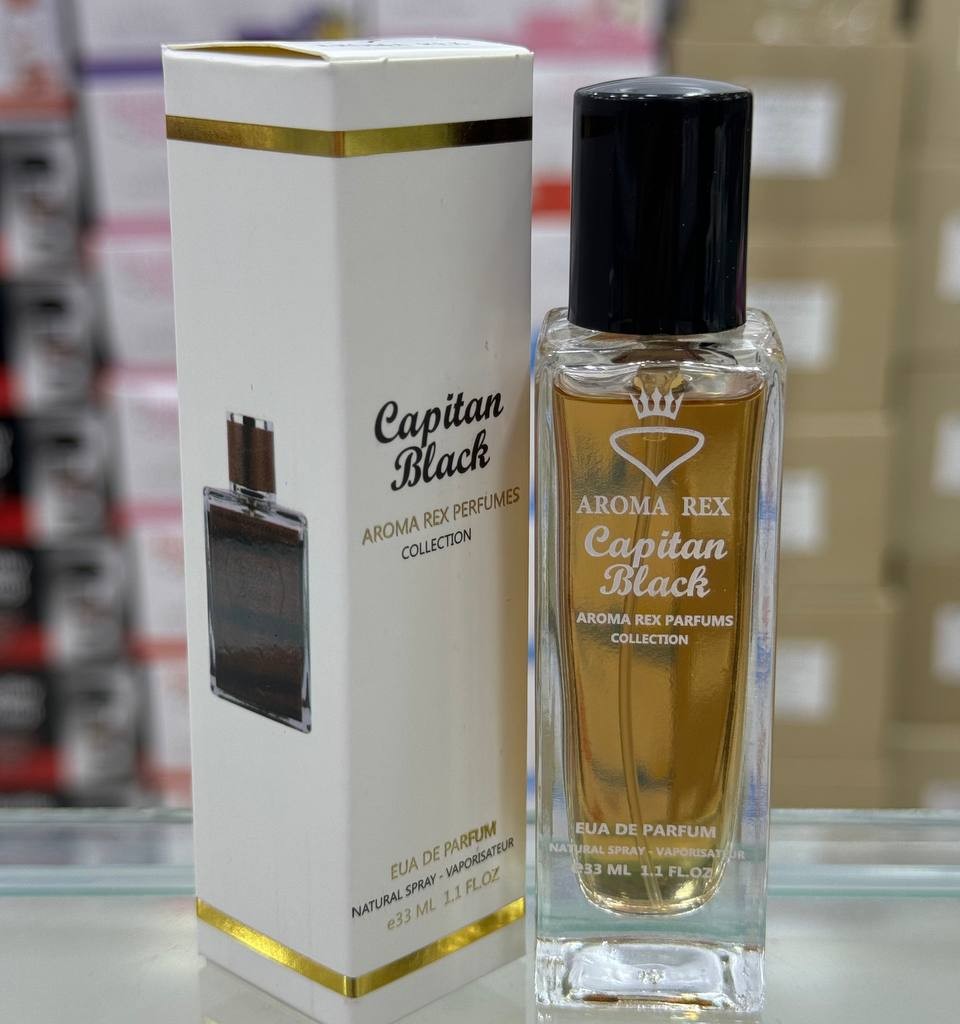 Capitan
Black
AROMA REX PERFUMES
COLLECTION
EUA DE PARFUM
NATURAL SPRAY - VAPORISATEUR
e33 ML 1.1 FL.OZ
AROMA REX
Capitan
Black
AROMA REX PARFUMS
COLLECTION
EUA DE PARFUM
NATURAL SPRAY - VAPORISATEUR
e33 ML 1.1 FL.OZ